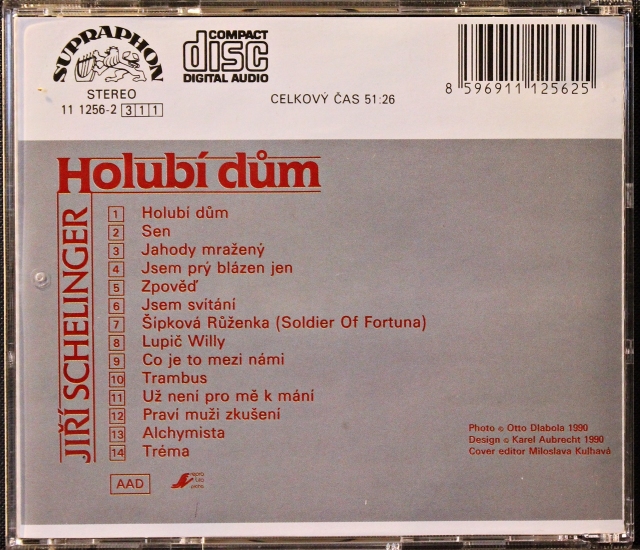 SUPRAPHON
STEREO
11 1256-2 311
COMPACT
disc
DIGITAL AUDIO
CELKOVÝ ČAS 51:26
8 596911 125625
Holubí dům
JIŘÍ SCHELINGER
1 Holubí dům
2 Sen
3 Jahody mražený
4 Jsem prý blázen jen
5 Zpověď
6 Jsem svítání
7 Šípková Růženka (Soldier Of Fortuna)
8 Lupič Willy
9 Co je to mezi námi
10 Trambus
11 Už není pro mě k mání
12 Praví muži zkušení
13 Alchymista
14 Tréma
AAD
Photo © Otto Dlabola 1990
Design © Karel Aubrecht 1990
Cover editor Miloslava Kulhavá